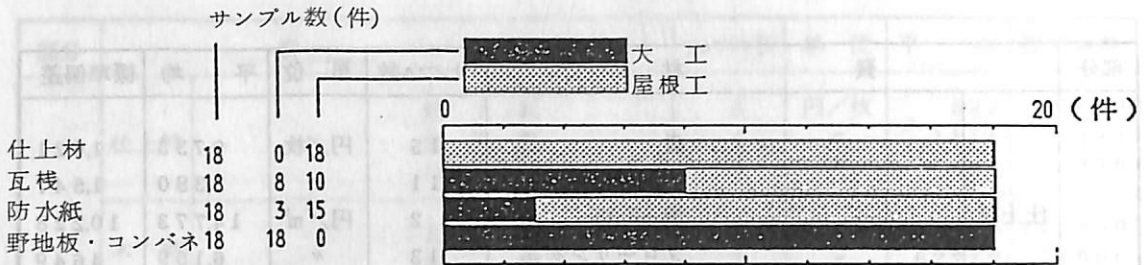 サンプル数(件)
大工
屋根工
0 20(件)
仕上材 18 0 18
瓦桟 18 8 10
防水紙 18 3 15
野地板・コンパネ 18 18 0